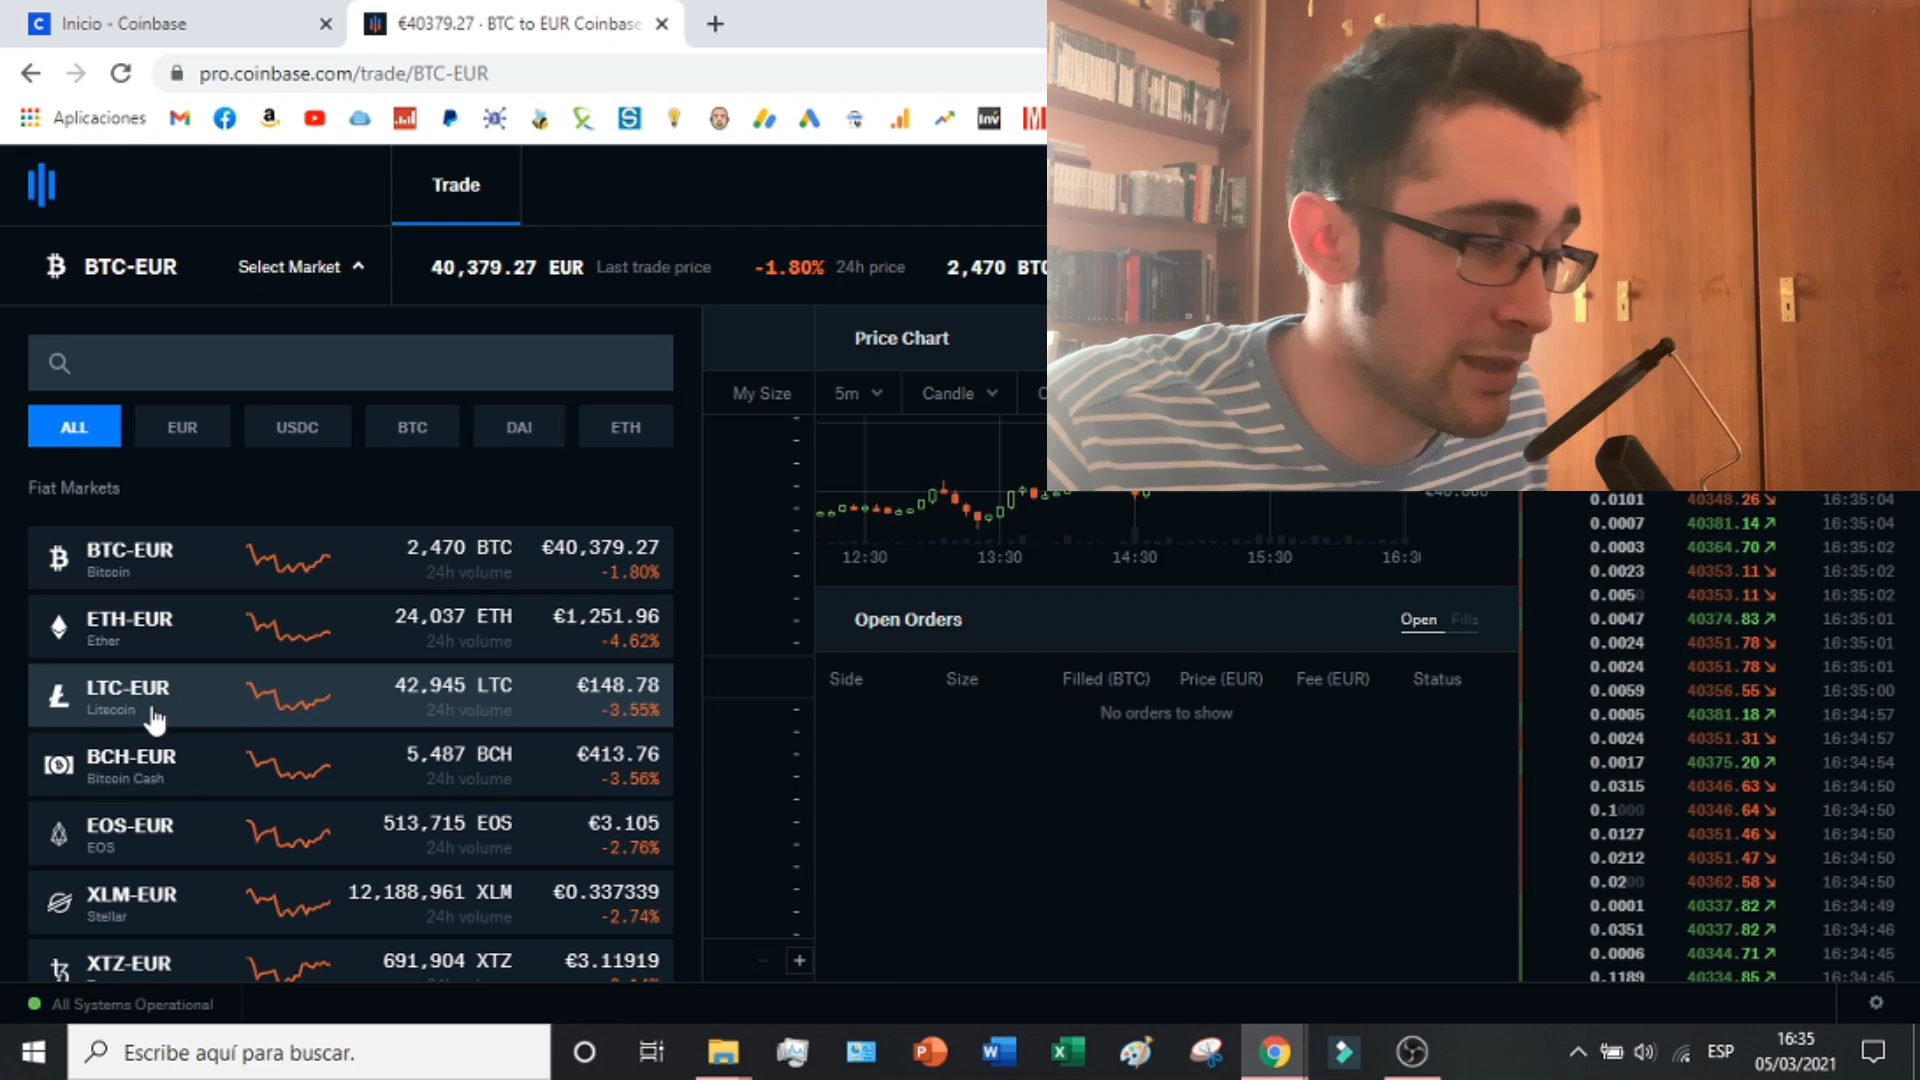 Inicio - Coinbase
€40379.27 · BTC to EUR Coinbase
pro.coinbase.com/trade/BTC-EUR
Aplicaciones
Inv
Trade
BTC-EUR
Select Market
40,379.27 EUR Last trade price
-1.80% 24h price
2,470 BTC
ALL EUR USDC BTC DAI ETH
Fiat Markets
BTC-EUR 2,470 BTC €40,379.27
Bitcoin 24h volume -1.80%
ETH-EUR 24,037 ETH €1,251.96
Ether 24h volume -4.62%
LTC-EUR 42,945 LTC €148.78
Litecoin 24h volume -3.55%
BCH-EUR 5,487 BCH €413.76
Bitcoin Cash 24h volume -3.56%
EOS-EUR 513,715 EOS €3.105
EOS 24h volume -2.76%
XLM-EUR 12,188,961 XLM €0.337339
Stellar 24h volume -2.74%
XTZ-EUR 691,904 XTZ €3.11919
Price Chart
My Size
5m Candle
12:30 13:30 14:30 15:30
Open Orders
Open Fills
Side Size Filled (BTC) Price (EUR) Fee (EUR) Status
No orders to show
0.0101 40348.26 16:35:04
0.0007 40381.14 16:35:04
0.0003 40364.70 16:35:02
0.0023 40353.11 16:35:02
0.0050 40353.11 16:35:02
0.0047 40374.83 16:35:01
0.0024 40351.78 16:35:01
0.0024 40351.78 16:35:01
0.0059 40356.55 16:35:00
0.0005 40381.18 16:34:57
0.0024 40351.31 16:34:57
0.0017 40375.20 16:34:54
0.0315 40346.63 16:34:50
0.1000 40346.64 16:34:50
0.0127 40351.46 16:34:50
0.0212 40351.47 16:34:50
0.0200 40362.58 16:34:50
0.0001 40337.82 16:34:49
0.0351 40337.82 16:34:46
0.0006 40344.71 16:34:45
0.1189 40334.85 16:34:45
All Systems Operational
Escribe aquí para buscar.
ESP
16:35
05/03/2021